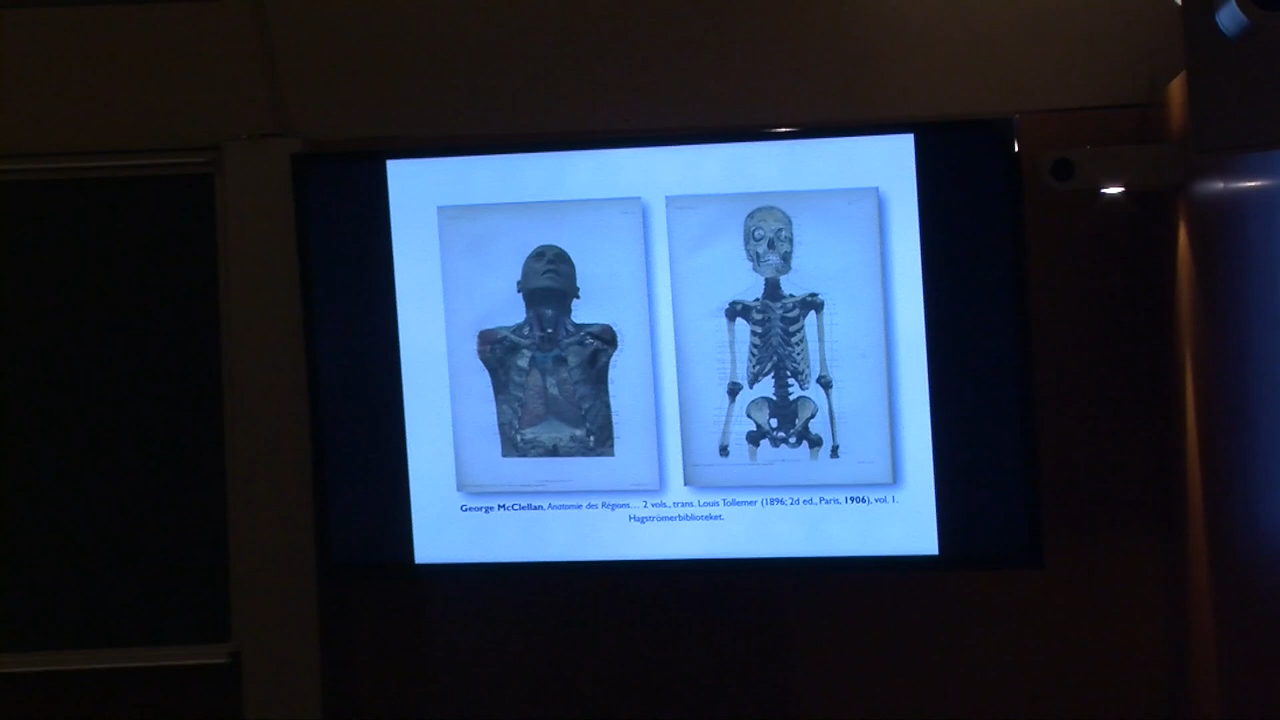 George McClellan, Anatomie des Régions.... 2 vols., trans. Louis Tollemer (1896; 2d ed., Paris, 1906), vol. 1.
Hagströmerbiblioteket.